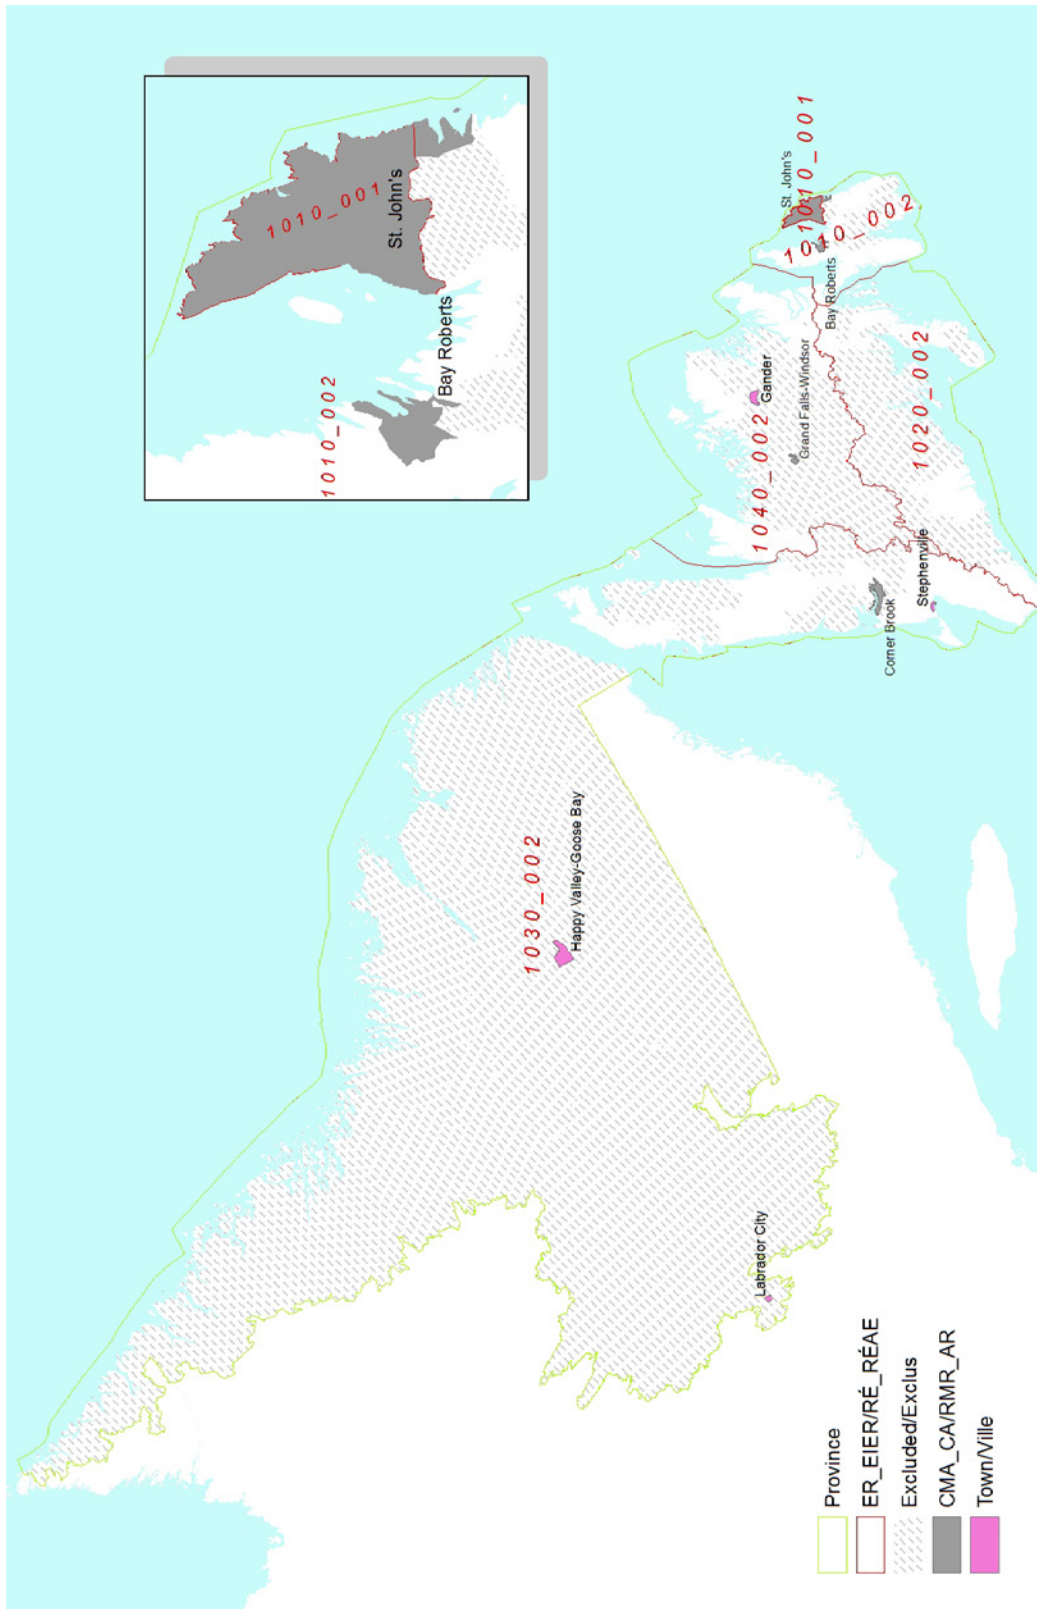 1010_001
St. John's
Bay Roberts
1010_002
St. John's
1010_001
1010_002
Bay Roberts
Gander
Grand Falls-Windsor
1040_002
1020_002
Stephenville
Corner Brook
1030_002
Happy Valley-Goose Bay
Labrador City
Province
ER_EIER/RÉ_RÉAE
Excluded/Exclus
CMA_CA/RMR_AR
Town/Ville